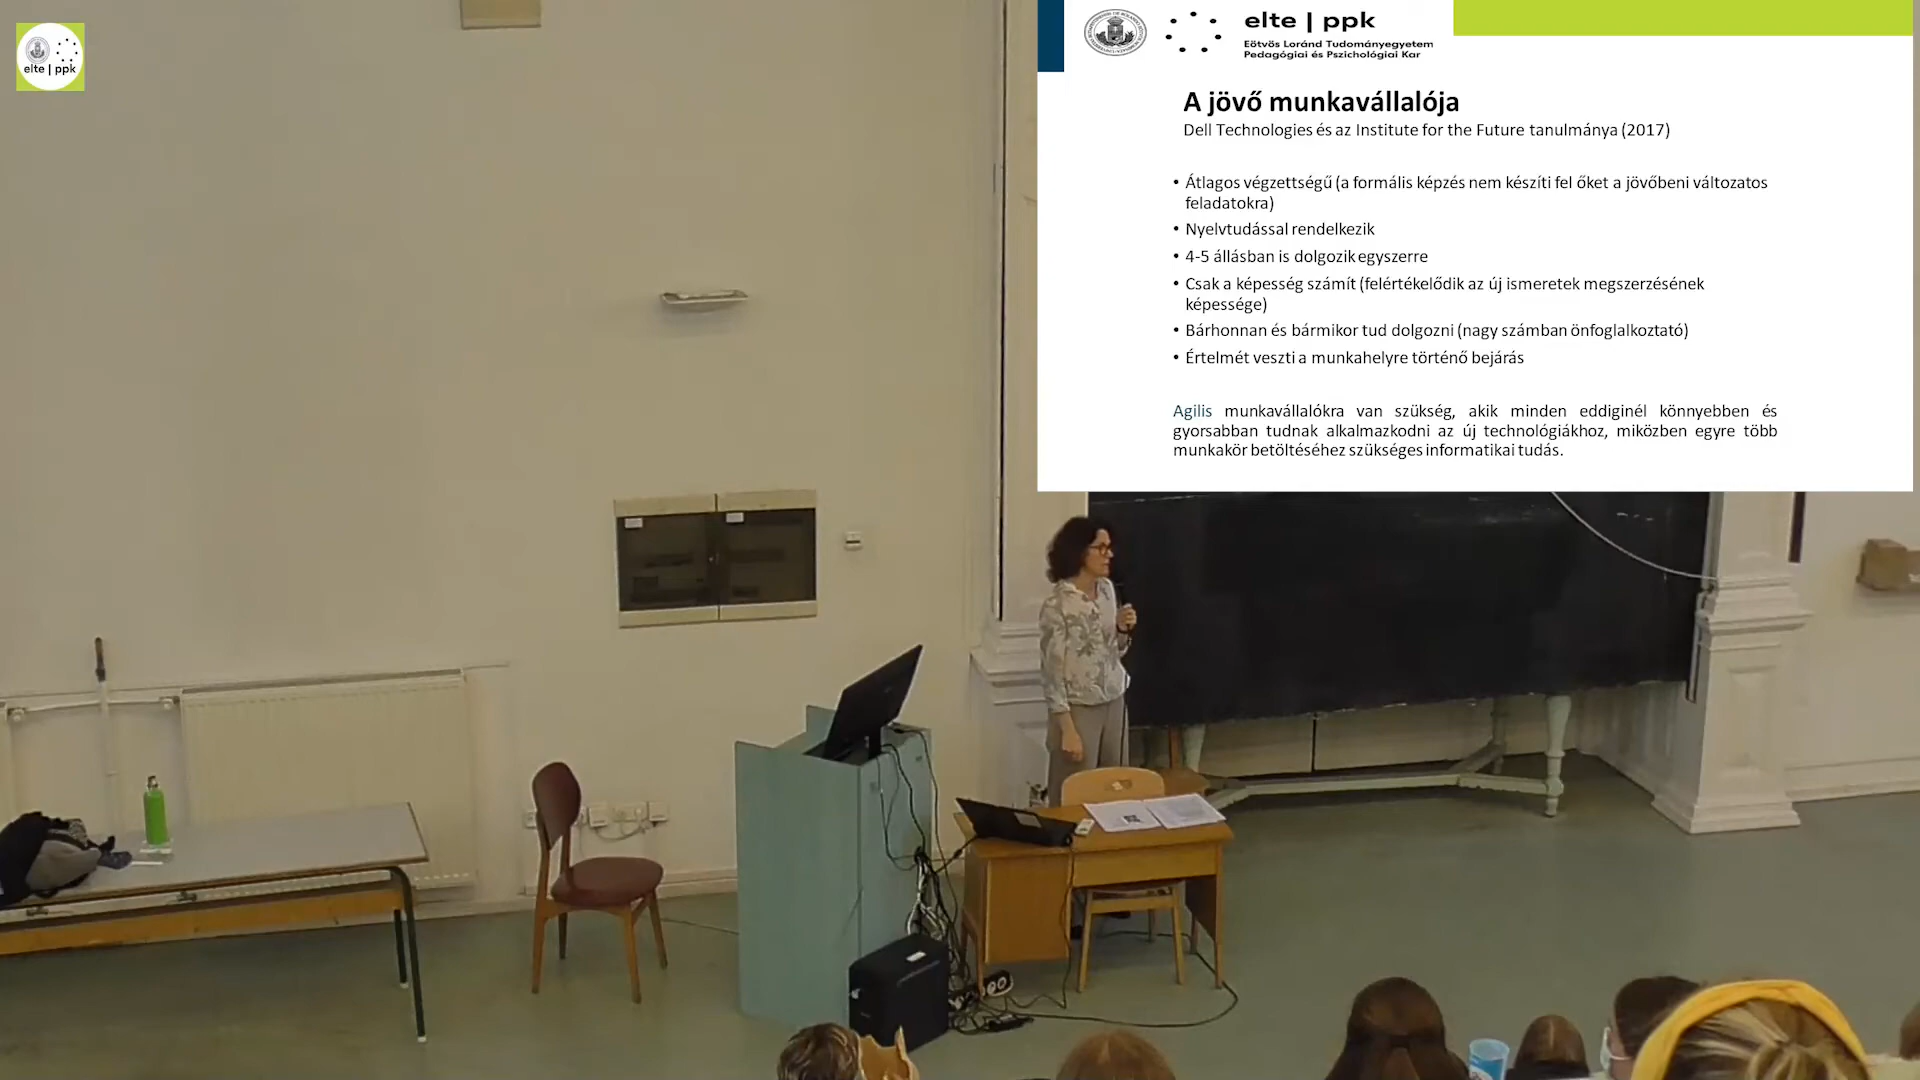 elte | ppk
elte | ppk
Eötvös Loránd Tudományegyetem
Pedagógiai és Pszichológiai Kar
A jövő munkavállalója
Dell Technologies és az Institute for the Future tanulmánya (2017)
• Átlagos végzettségű (a formális képzés nem készíti fel őket a jövőbeni változatos
feladatokra)
• Nyelvtudással rendelkezik
• 4-5 állásban is dolgozik egyszerre
• Csak a képesség számít (felértékelődik az új ismeretek megszerzésének
képessége)
• Bárhonnan és bármikor tud dolgozni (nagy számban önfoglalkoztató)
• Értelmét veszti a munkahelyre történő bejárás
Agilis munkavállalókra van szükség, akik minden eddiginél könnyebben és
gyorsabban tudnak alkalmazkodni az új technológiákhoz, miközben egyre több
munkakör betöltéséhez szükséges informatikai tudás.